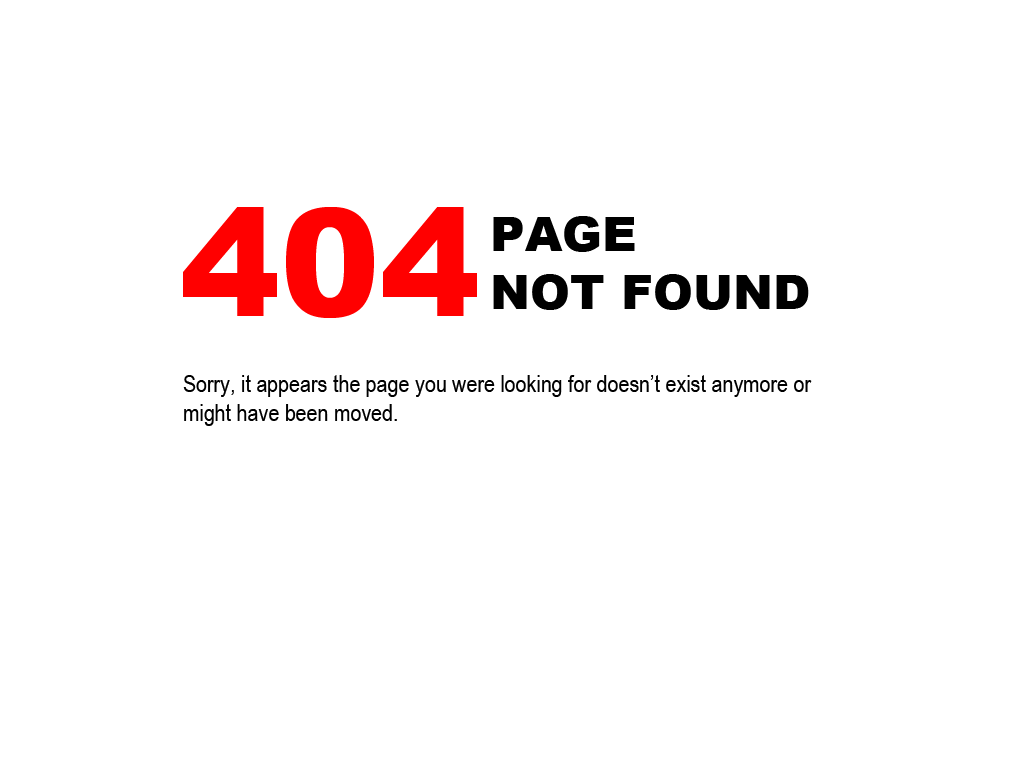 404 PAGE
NOT FOUND
Sorry, it appears the page you were looking for doesn’t exist anymore or
might have been moved.